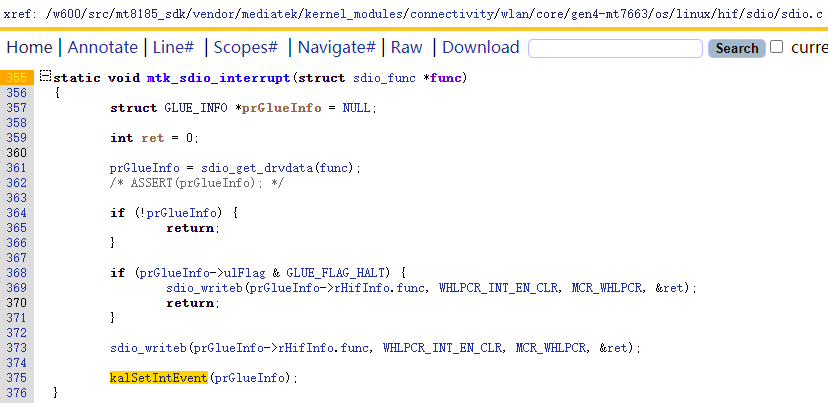 xref: /w600/src/mt8185_sdk/vendor/mediatek/kernel_modules/connectivity/wlan/core/gen4-mt7663/os/linux/hif/sdio/sdio.c
Home | Annotate | Line# | Scopes# | Navigate# | Raw | Download Search curre
355 static void mtk_sdio_interrupt(struct sdio_func *func)
356 {
357 struct GLUE_INFO *prGlueInfo = NULL;
358
359 int ret = 0;
360
361 prGlueInfo = sdio_get_drvdata(func);
362 /* ASSERT(prGlueInfo); */
363
364 if (!prGlueInfo) {
365 return;
366 }
367
368 if (prGlueInfo->ulFlag & GLUE_FLAG_HALT) {
369 sdio_writeb(prGlueInfo->rHifInfo.func, WHLPCR_INT_EN_CLR, MCR_WHLPCR, &ret);
370 return;
371 }
372
373 sdio_writeb(prGlueInfo->rHifInfo.func, WHLPCR_INT_EN_CLR, MCR_WHLPCR, &ret);
374
375 kalSetIntEvent(prGlueInfo);
376 }